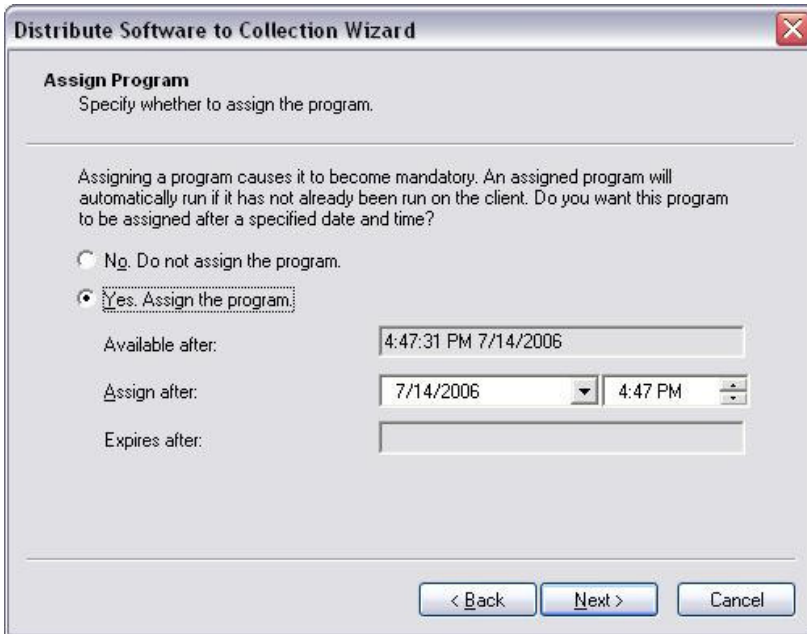 Distribute Software to Collection Wizard
Assign Program
Specify whether to assign the program.
Assigning a program causes it to become mandatory. An assigned program will
automatically run if it has not already been run on the client. Do you want this program
to be assigned after a specified date and time?
No. Do not assign the program.
Yes. Assign the program.
Available after: 4:47:31 PM 7/14/2006
Assign after: 7/14/2006 4:47 PM
Expires after:
< Back Next > Cancel